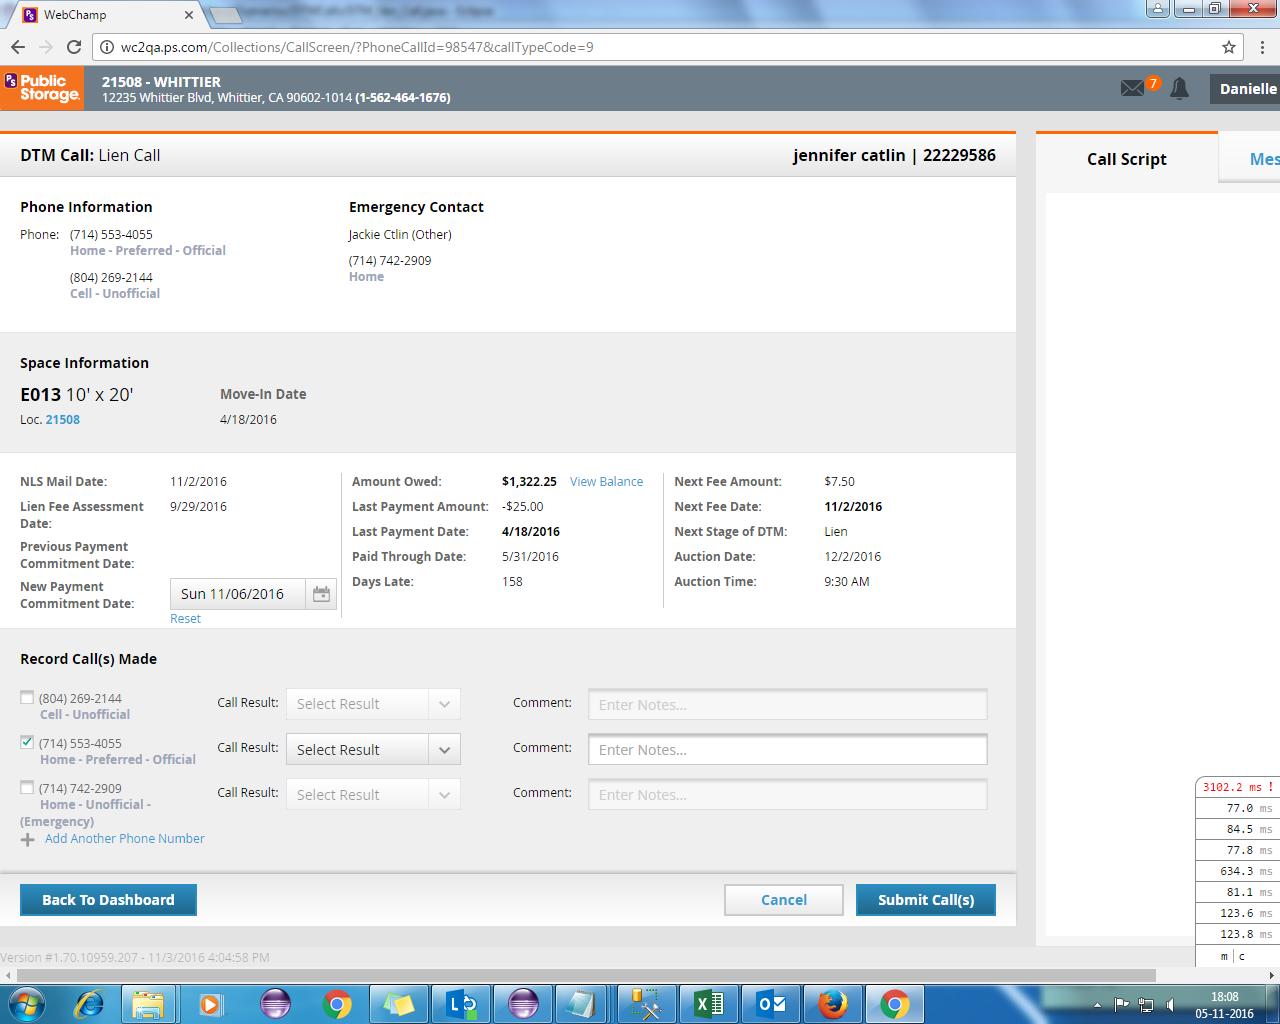 WebChamp
wc2qa.ps.com/Collections/CallScreen/?PhoneCallId=98547&callTypeCode=9
PS Public Storage.
21508 - WHITTIER
12235 Whittier Blvd, Whittier, CA 90602-1014 (1-562-464-1676)
7
Danielle
DTM Call: Lien Call
jennifer catlin | 22229586
Call Script
Mes
Phone Information
Emergency Contact
Phone: (714) 553-4055
Home - Preferred - Official
(804) 269-2144
Cell - Unofficial
Jackie Ctlin (Other)
(714) 742-2909
Home
Space Information
E013 10' x 20'
Move-In Date
Loc. 21508
4/18/2016
NLS Mail Date: 11/2/2016
Lien Fee Assessment Date: 9/29/2016
Previous Payment Commitment Date:
New Payment Commitment Date: Sun 11/06/2016
Reset
Amount Owed: $1,322.25 View Balance
Last Payment Amount: -$25.00
Last Payment Date: 4/18/2016
Paid Through Date: 5/31/2016
Days Late: 158
Next Fee Amount: $7.50
Next Fee Date: 11/2/2016
Next Stage of DTM: Lien
Auction Date: 12/2/2016
Auction Time: 9:30 AM
Record Call(s) Made
(804) 269-2144 Call Result: Select Result Comment: Enter Notes...
Cell - Unofficial
(714) 553-4055 Call Result: Select Result Comment: Enter Notes...
Home - Preferred - Official
(714) 742-2909 Call Result: Select Result Comment: Enter Notes...
Home - Unofficial -
(Emergency)
Add Another Phone Number
Back To Dashboard
Cancel
Submit Call(s)
3102.2 ms !
77.0 ms
84.5 ms
77.8 ms
634.3 ms
81.1 ms
123.6 ms
123.8 ms
m | c
Version #1.70.10959.207 - 11/3/2016 4:04:58 PM
18:08
05-11-2016